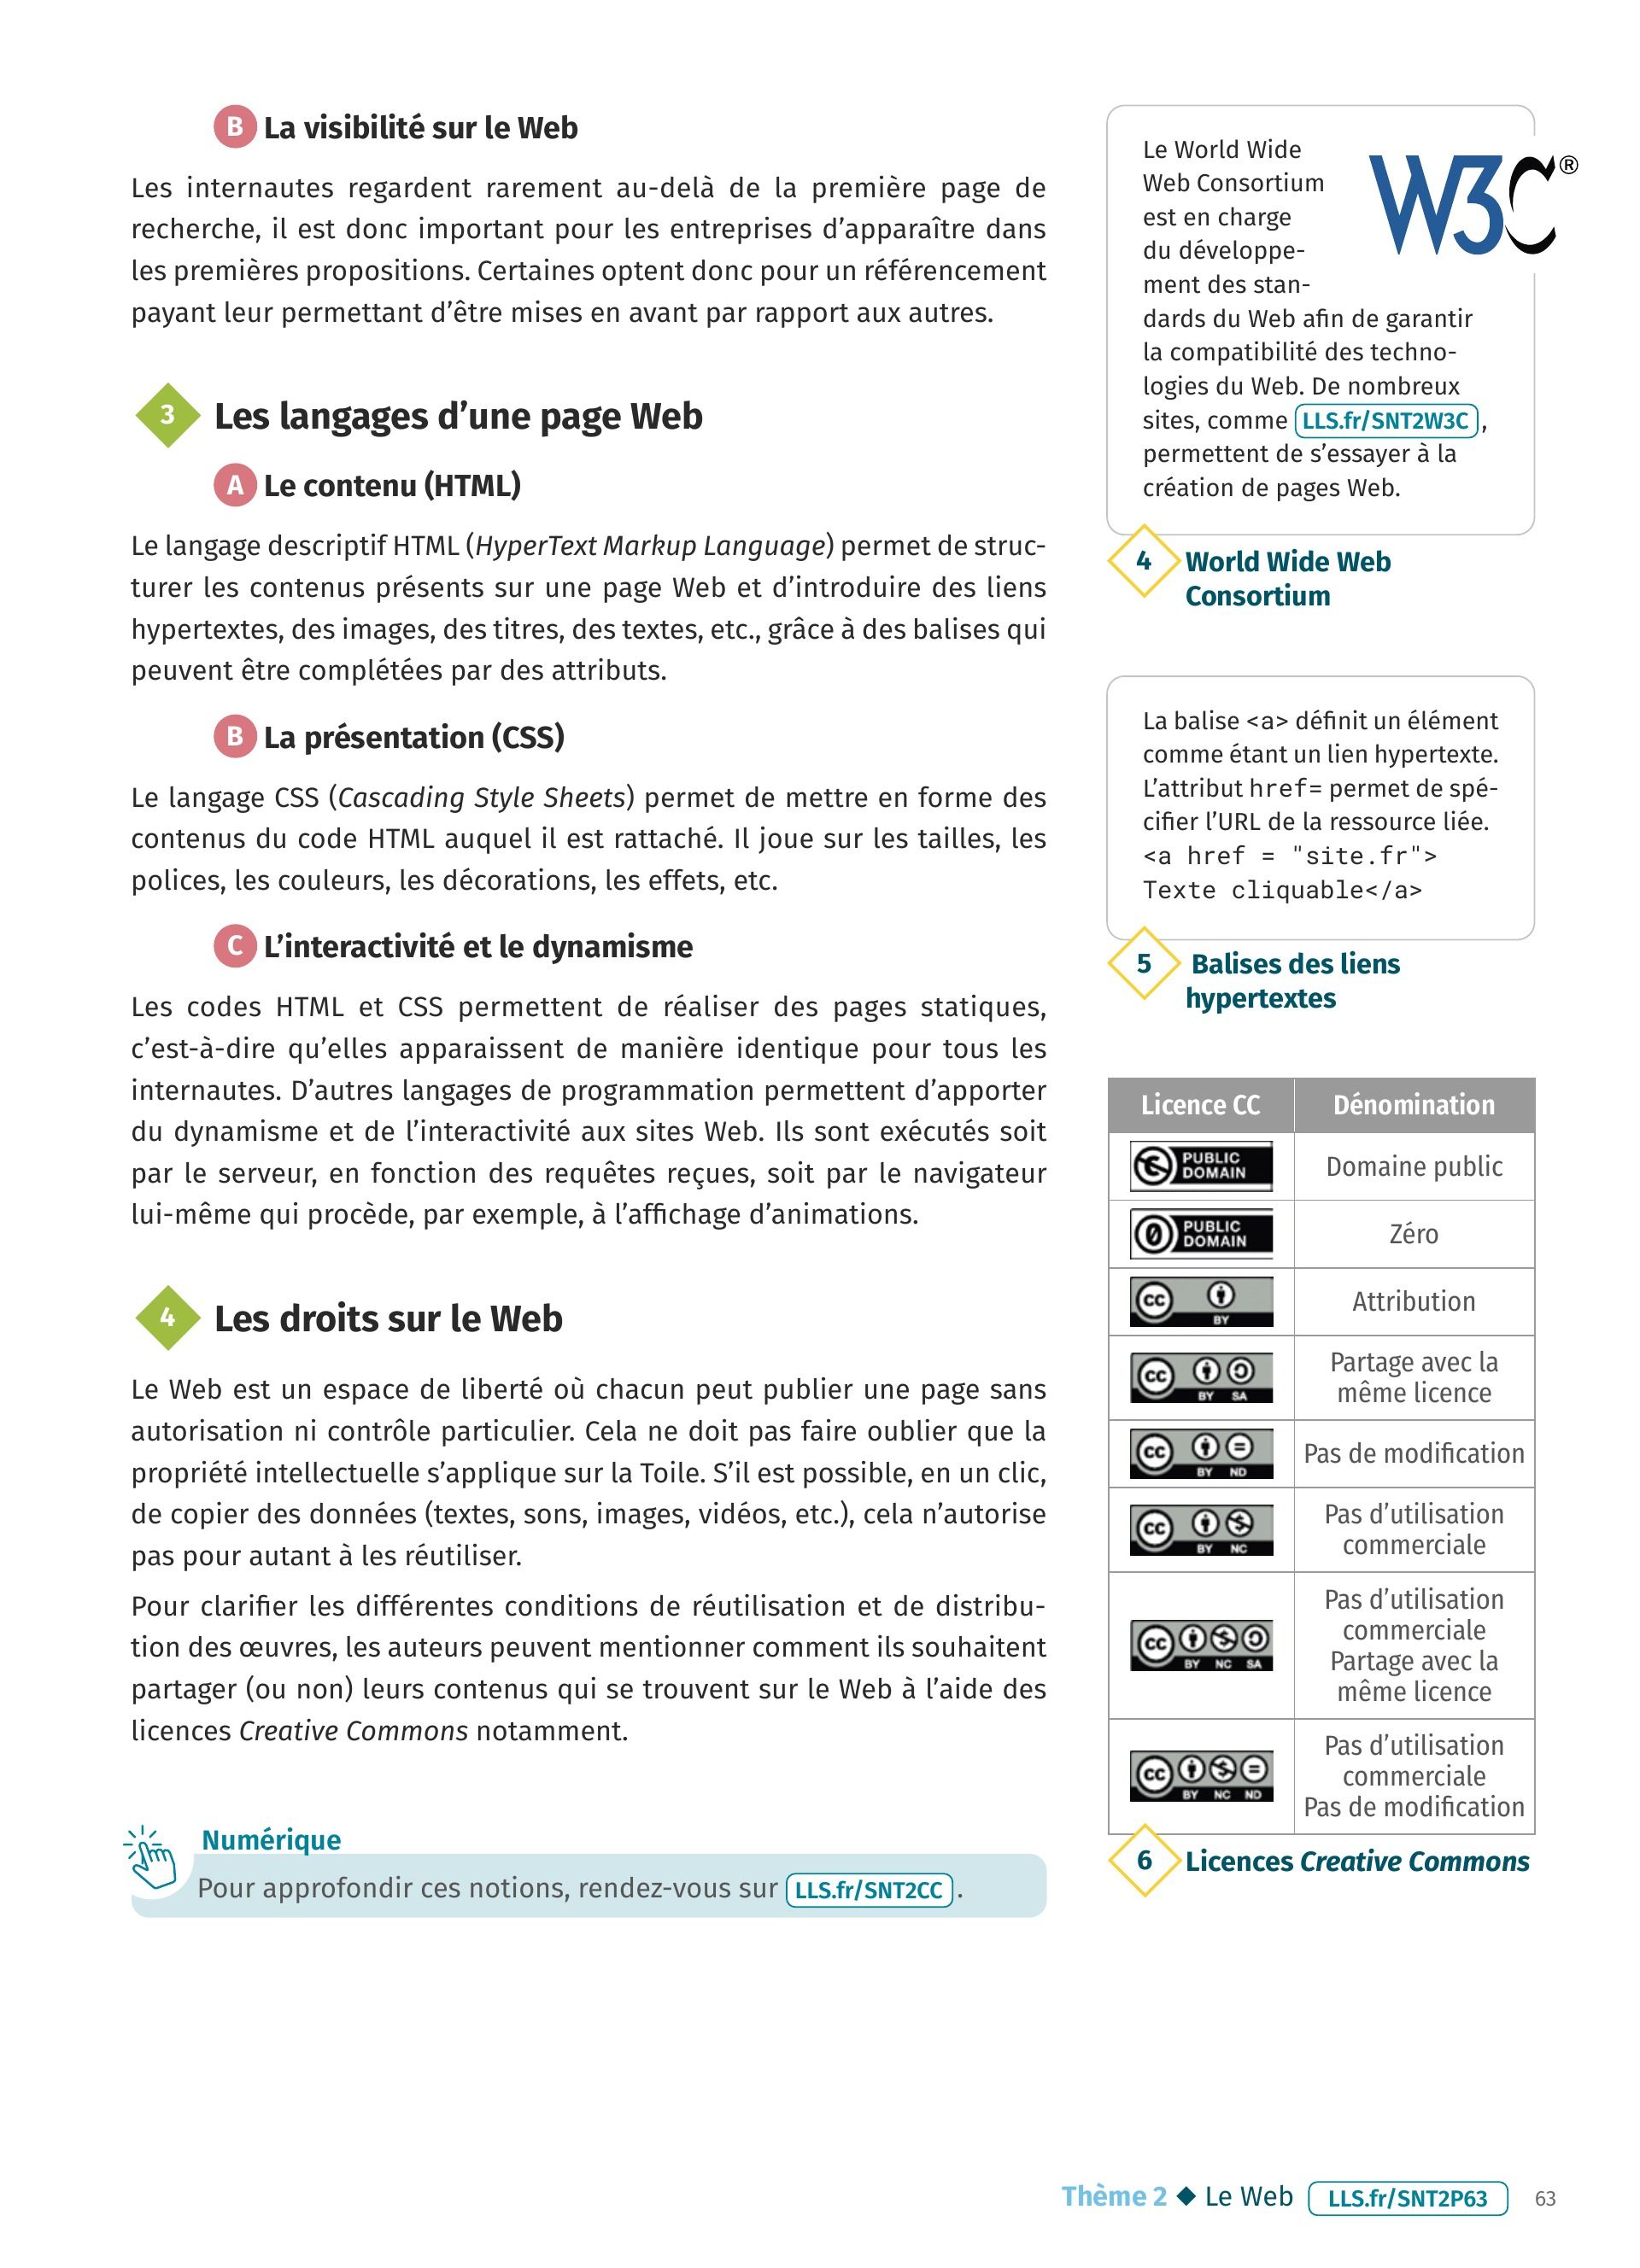 B La visibilité sur le Web
Les internautes regardent rarement au-delà de la première page de
recherche, il est donc important pour les entreprises d’apparaître dans
les premières propositions. Certaines optent donc pour un référencement
payant leur permettant d’être mises en avant par rapport aux autres.
3 Les langages d’une page Web
A Le contenu (HTML)
Le langage descriptif HTML (HyperText Markup Language) permet de struc-
turer les contenus présents sur une page Web et d’introduire des liens
hypertextes, des images, des titres, des textes, etc., grâce à des balises qui
peuvent être complétées par des attributs.
B La présentation (CSS)
Le langage CSS (Cascading Style Sheets) permet de mettre en forme des
contenus du code HTML auquel il est rattaché. Il joue sur les tailles, les
polices, les couleurs, les décorations, les effets, etc.
C L’interactivité et le dynamisme
Les codes HTML et CSS permettent de réaliser des pages statiques,
c’est-à-dire qu’elles apparaissent de manière identique pour tous les
internautes. D’autres langages de programmation permettent d’apporter
du dynamisme et de l’interactivité aux sites Web. Ils sont exécutés soit
par le serveur, en fonction des requêtes reçues, soit par le navigateur
lui-même qui procède, par exemple, à l’affichage d’animations.
4 Les droits sur le Web
Le Web est un espace de liberté où chacun peut publier une page sans
autorisation ni contrôle particulier. Cela ne doit pas faire oublier que la
propriété intellectuelle s’applique sur la Toile. S’il est possible, en un clic,
de copier des données (textes, sons, images, vidéos, etc.), cela n’autorise
pas pour autant à les réutiliser.
Pour clarifier les différentes conditions de réutilisation et de distribu-
tion des œuvres, les auteurs peuvent mentionner comment ils souhaitent
partager (ou non) leurs contenus qui se trouvent sur le Web à l’aide des
licences Creative Commons notamment.
Numérique
Pour approfondir ces notions, rendez-vous sur LLS.fr/SNT2CC .
Le World Wide
Web Consortium
est en charge
du développe-
ment des stan-
dards du Web afin de garantir
la compatibilité des techno-
logies du Web. De nombreux
sites, comme LLS.fr/SNT2W3C ,
permettent de s’essayer à la
création de pages Web.
W3C®
4 World Wide Web
Consortium
La balise <a> définit un élément
comme étant un lien hypertexte.
L’attribut href= permet de spé-
cifier l’URL de la ressource liée.
<a href = "site.fr">
Texte cliquable</a>
5 Balises des liens
hypertextes
Licence CC Dénomination
PUBLIC
DOMAIN
Domaine public
0 PUBLIC
DOMAIN
Zéro
cc BY
Attribution
cc BY SA
Partage avec la
même licence
cc BY ND
Pas de modification
cc BY NC
Pas d’utilisation
commerciale
cc BY NC SA
Pas d’utilisation
commerciale
Partage avec la
même licence
cc BY NC ND
Pas d’utilisation
commerciale
Pas de modification
6 Licences Creative Commons
Thème 2 ◆ Le Web LLS.fr/SNT2P63 63